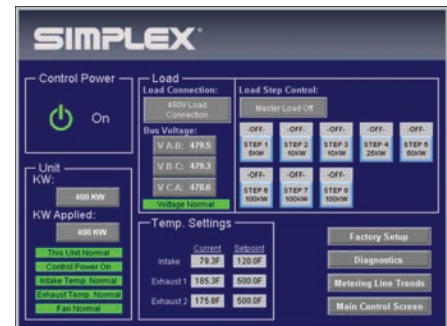 SIMPLEX
Control Power
On
Unit
KW:
400 KW
KW Applied:
400 KW
This Unit Normal
Control Power On
Intake Temp. Normal
Exhaust Temp. Normal
Fan Normal
Load
Load Connection:
480V Load
Connection
Bus Voltage:
V A-B: 479.5
V B-C: 479.3
V C-A: 478.6
Voltage Normal
Load Step Control:
Master Load Off
-OFF- -OFF- -OFF- -OFF- -OFF-
STEP 1 STEP 2 STEP 3 STEP 4 STEP 5
5kW 10kW 10kW 25kW 50kW
-OFF- -OFF- -OFF-
STEP 6 STEP 7 STEP 8
100kW 100kW 100kW
Temp. Settings
Current Setpoint
Intake 79.3F 120.0F
Exhaust 1 185.3F 500.0F
Exhaust 2 175.8F 500.0F
Factory Setup
Diagnostics
Metering Line Trends
Main Control Screen